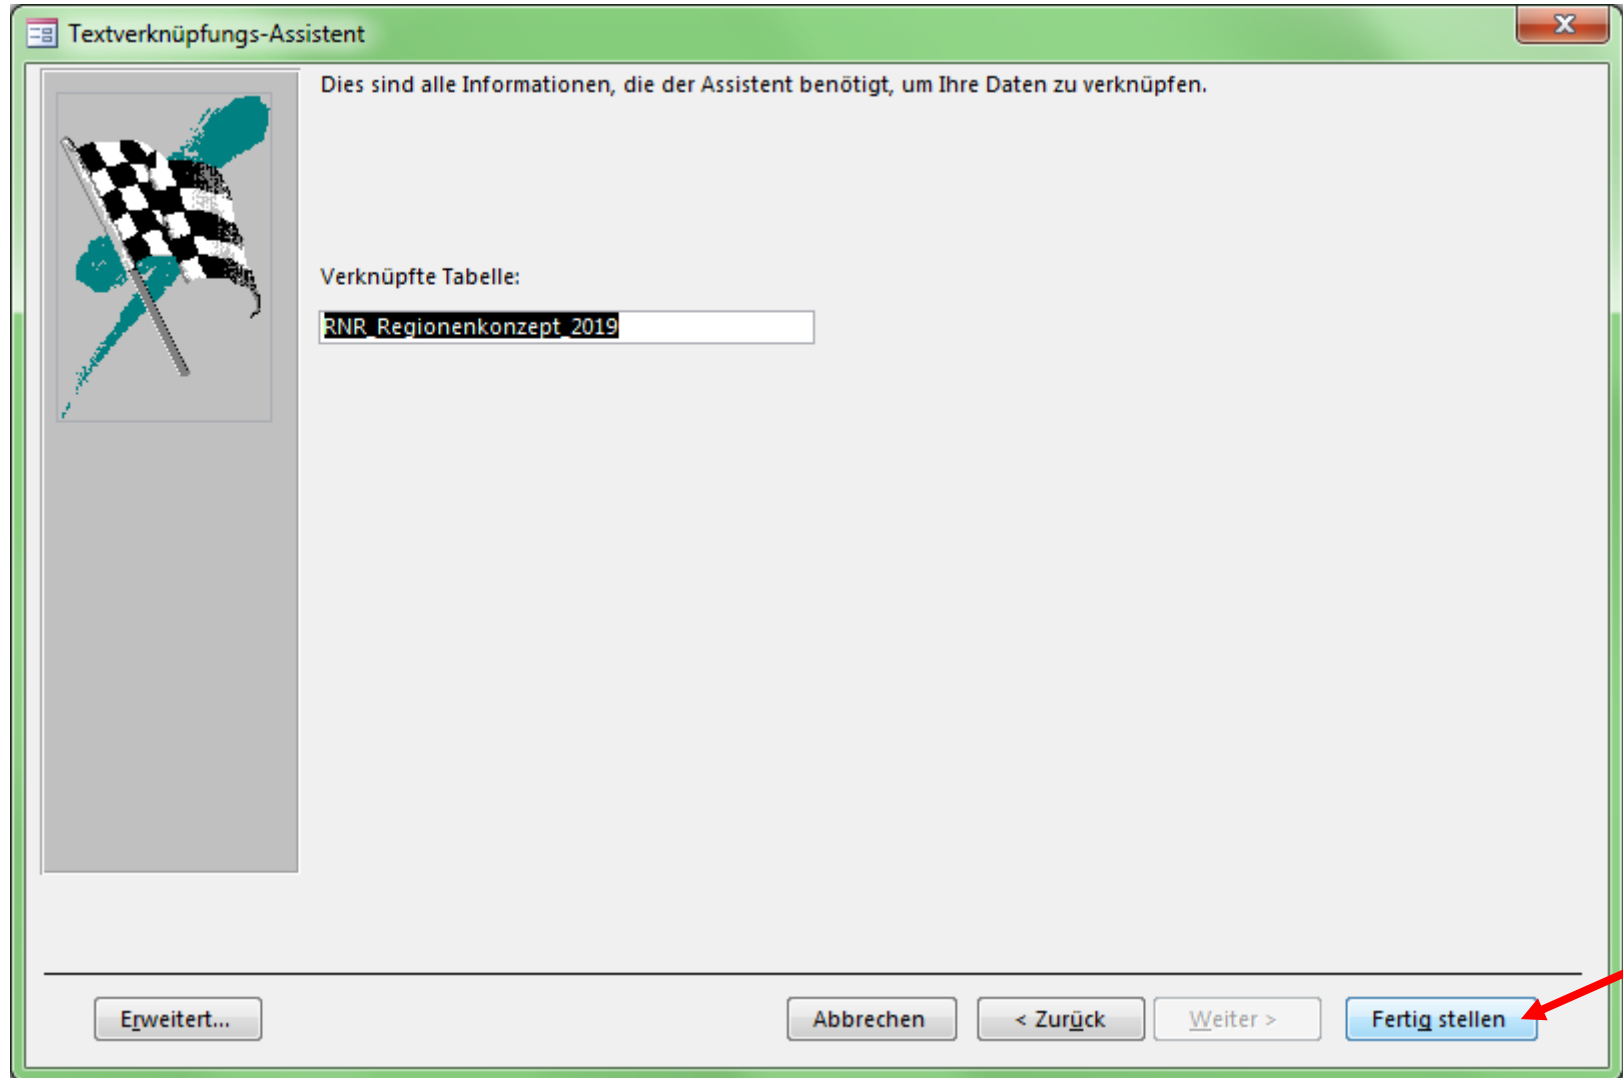 Textverknüpfungs-Assistent
Dies sind alle Informationen, die der Assistent benötigt, um Ihre Daten zu verknüpfen.
Verknüpfte Tabelle:
RNR_Regionenkonzept_2019
Erweitert...
Abbrechen
< Zurück
Weiter >
Fertig stellen